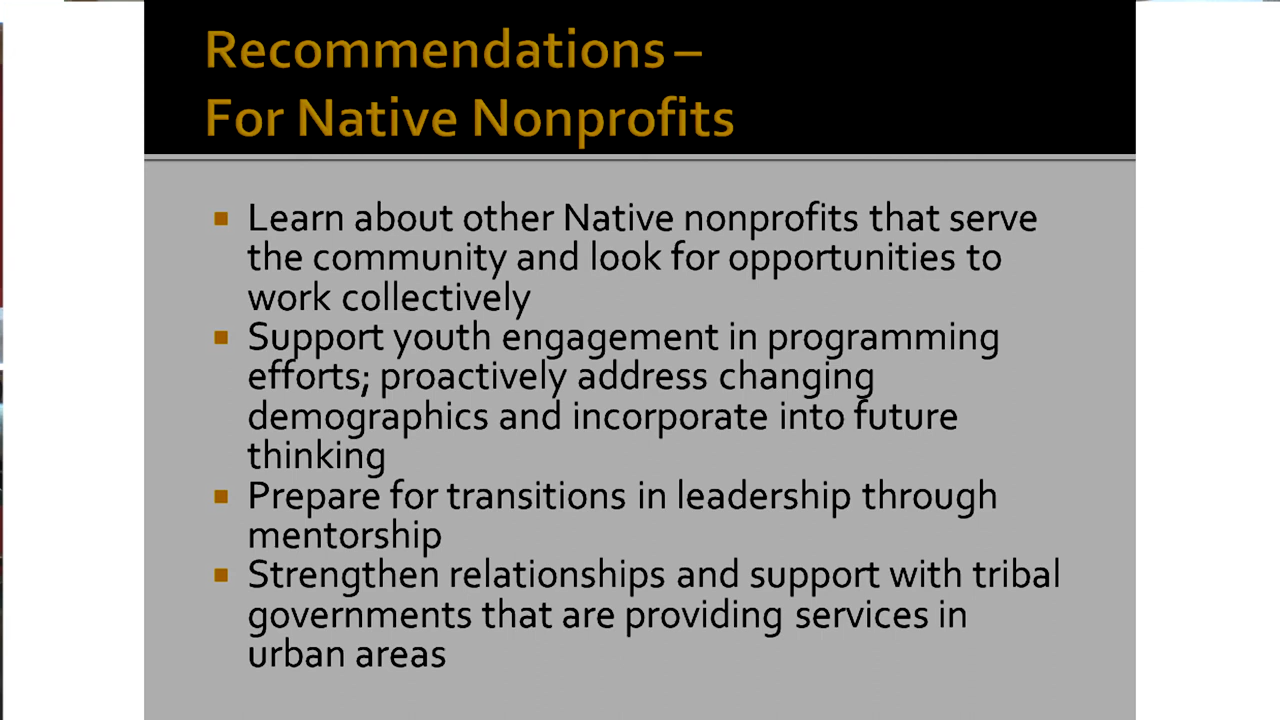 Recommendations –
For Native Nonprofits
Learn about other Native nonprofits that serve
the community and look for opportunities to
work collectively
Support youth engagement in programming
efforts; proactively address changing
demographics and incorporate into future
thinking
Prepare for transitions in leadership through
mentorship
Strengthen relationships and support with tribal
governments that are providing services in
urban areas